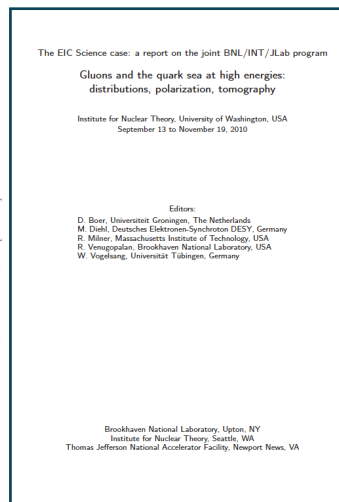 The EIC Science case: a report on the joint BNL/INT/JLab program
Gluons and the quark sea at high energies:
distributions, polarization, tomography
Institute for Nuclear Theory, University of Washington, USA
September 13 to November 19, 2010
Editors:
D. Boer, Universiteit Groningen, The Netherlands
M. Diehl, Deutsches Elektronen-Synchroton DESY, Germany
R. Milner, Massachusetts Institute of Technology, USA
R. Venugopalan, Brookhaven National Laboratory, USA
W. Vogelsang, Universität Tübingen, Germany
Brookhaven National Laboratory, Upton, NY
Institute for Nuclear Theory, Seattle, WA
Thomas Jefferson National Accelerator Facility, Newport News, VA